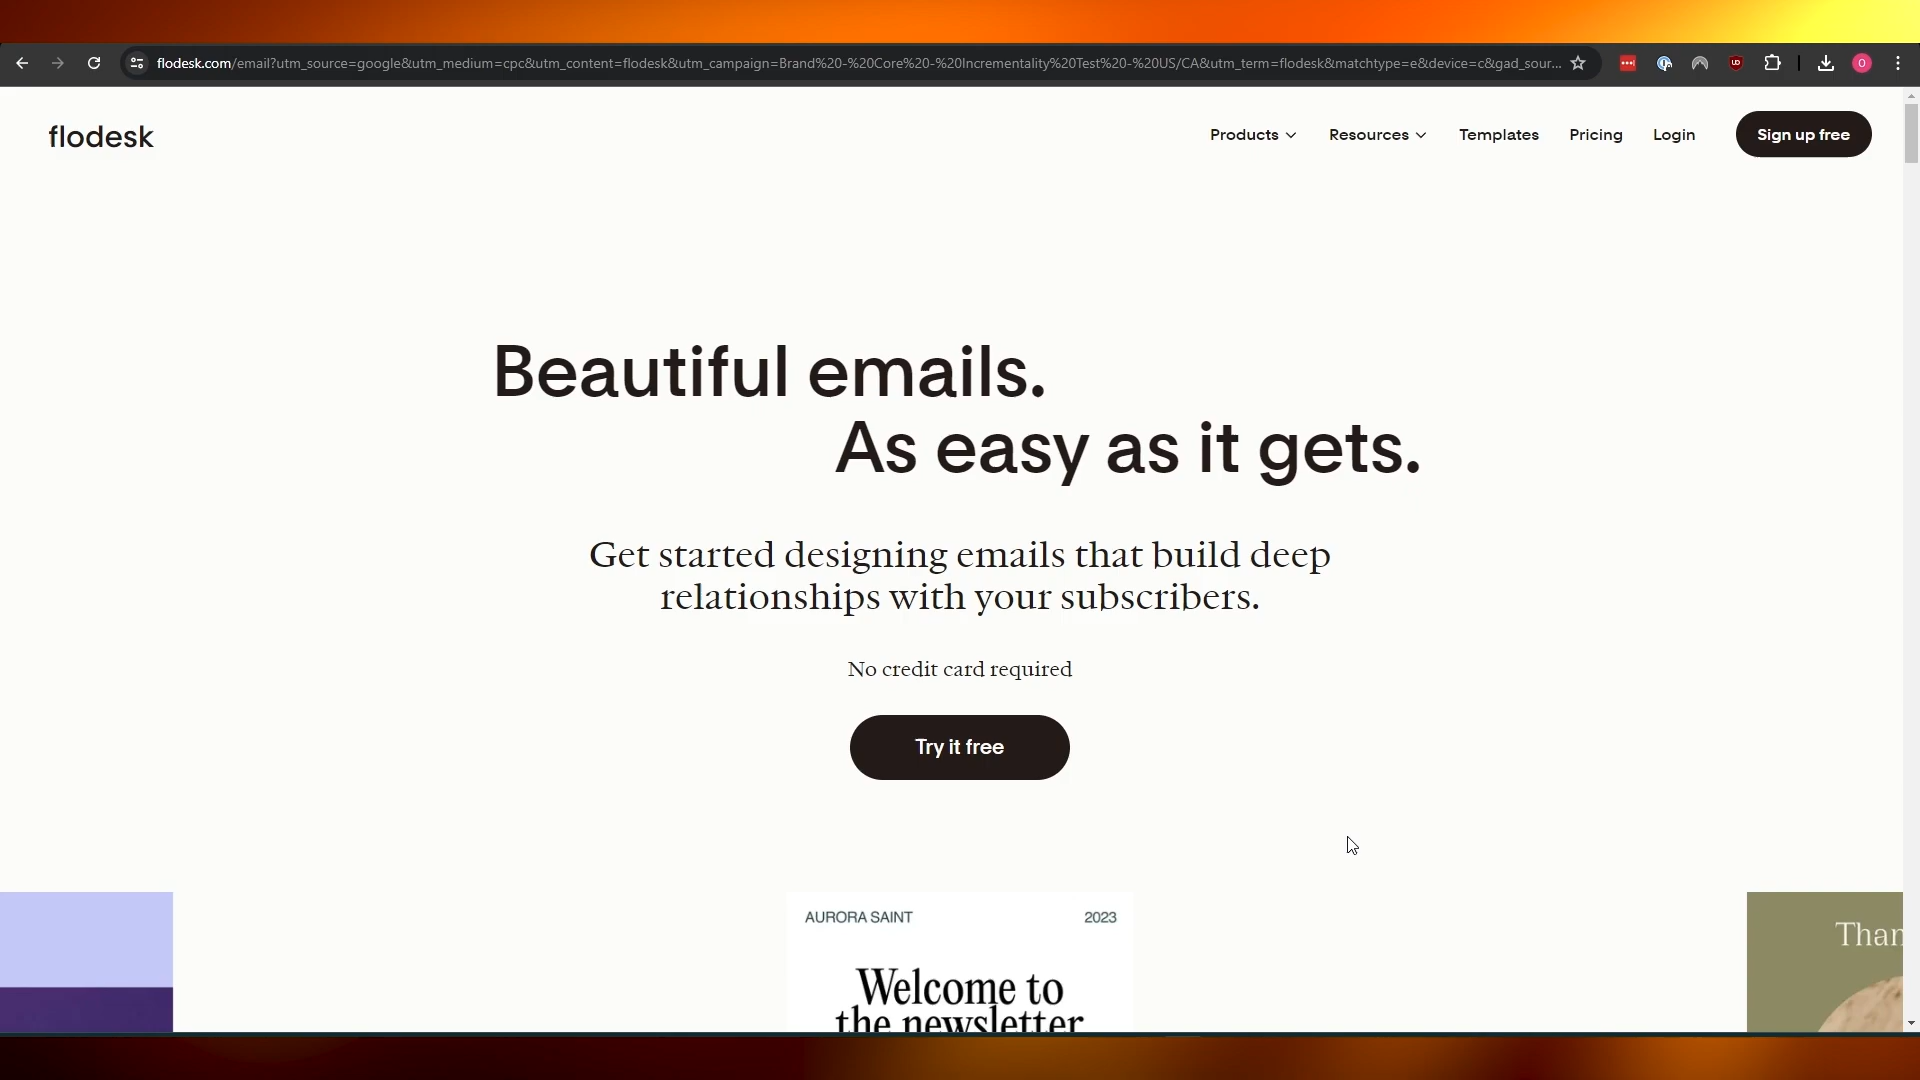 flodesk.com/email?utm_source=google&utm_medium=cpc&utm_content=flodesk&utm_campaign=Brand%20-%20Core%20-%20Incrementality%20Test%20-%20US/CA&utm_term=flodesk&matchtype=e&device=c&gad_sour...
O
flodesk
Products
Resources
Templates
Pricing
Login
Sign up free
Beautiful emails.
As easy as it gets.
Get started designing emails that build deep
relationships with your subscribers.
No credit card required
Try it free
AURORA SAINT
2023
Than
Welcome to
the newsletter